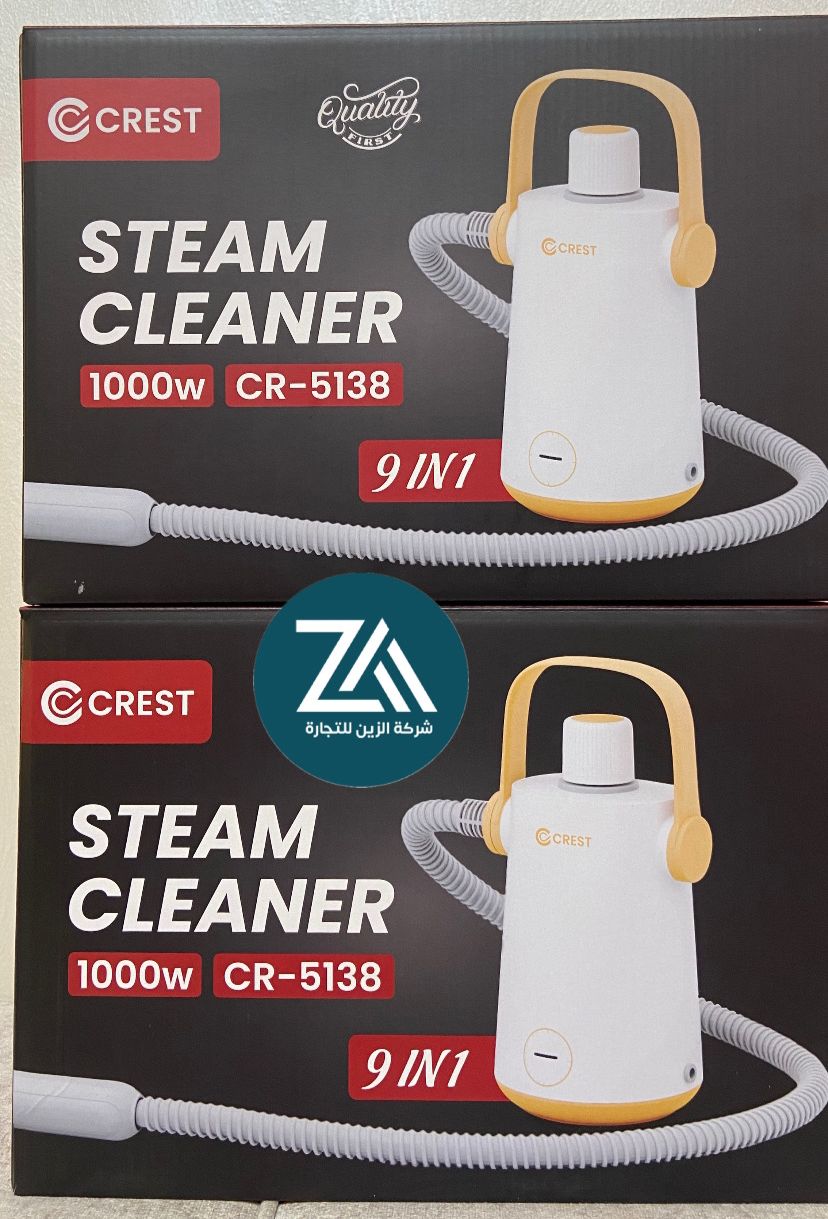 CREST
Quality
FIRST
STEAM
CLEANER
1000w CR-5138
9 IN 1
CREST
شركة الزين للتجارة
CREST
STEAM
CLEANER
1000w CR-5138
9 IN 1
CREST